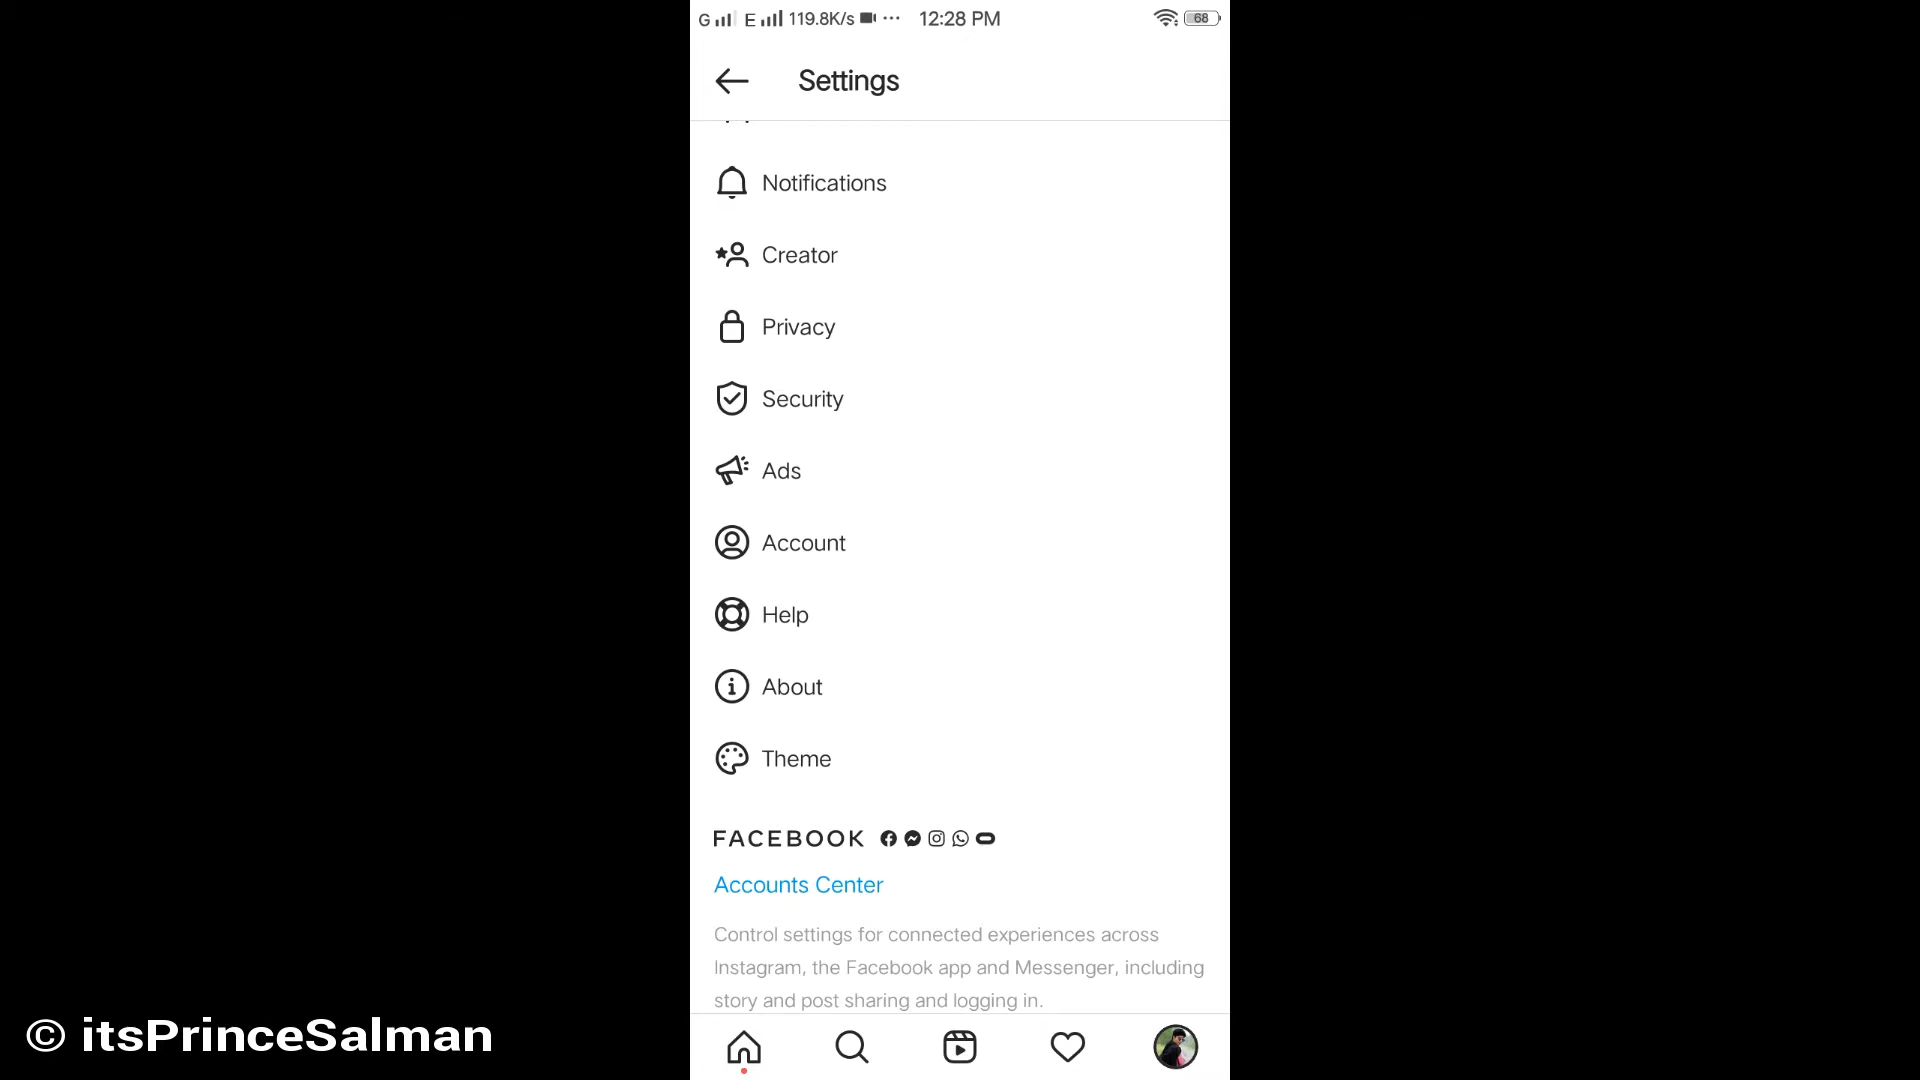 G E 119.8K/s ··· 12:28 PM 68
Settings
Notifications
Creator
Privacy
Security
Ads
Account
Help
About
Theme
FACEBOOK
Accounts Center
Control settings for connected experiences across
Instagram, the Facebook app and Messenger, including
story and post sharing and logging in.
© itsPrinceSalman